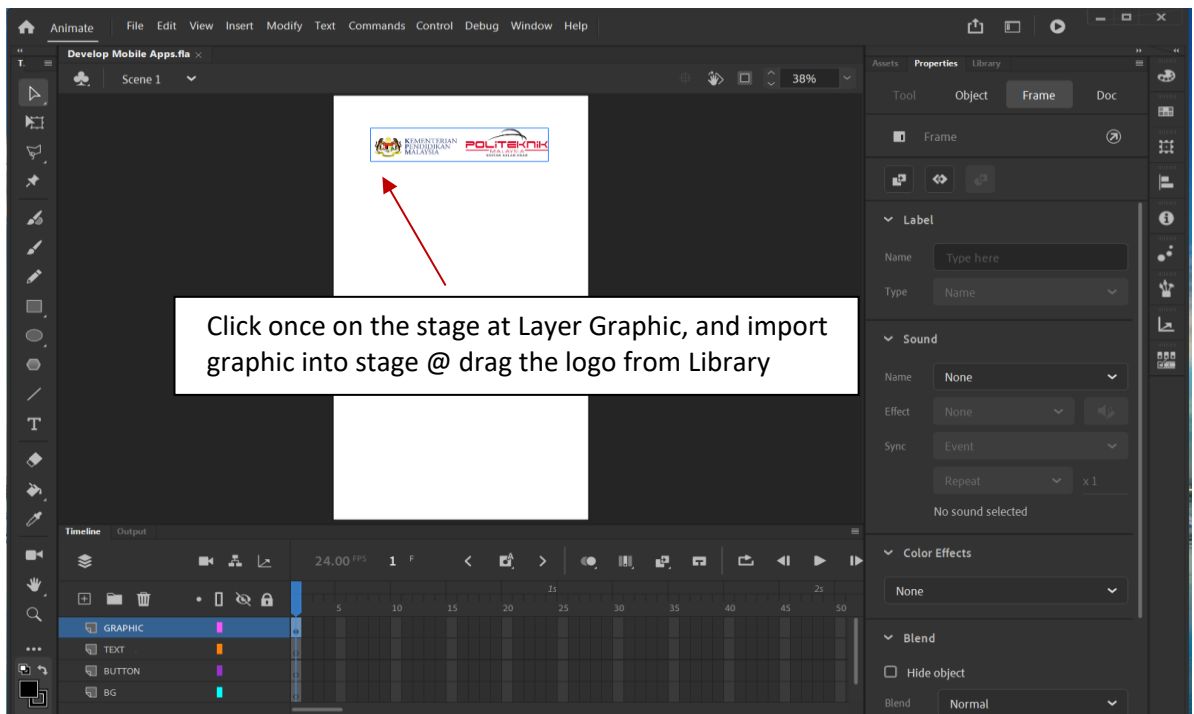 Animate File Edit View Insert Modify Text Commands Control Debug Window Help
Develop Mobile Apps.fla ×
Scene 1
38%
KEMENTERIAN
PENDIDIKAN
MALAYSIA
POLITEKNIK
MALAYSIA
Click once on the stage at Layer Graphic, and import
graphic into stage @ drag the logo from Library
Timeline Output
24.00 FPS 1 F
1s 2s
5 10 15 20 25 30 35 40 45 50
GRAPHIC
TEXT
BUTTON
BG
T
Assets Properties Library
Tool Object Frame Doc
Frame
Label
Name Type here
Type Name
Sound
Name None
Effect None
Sync Event
Repeat x 1
No sound selected
Color Effects
None
Blend
Hide object
Blend Normal